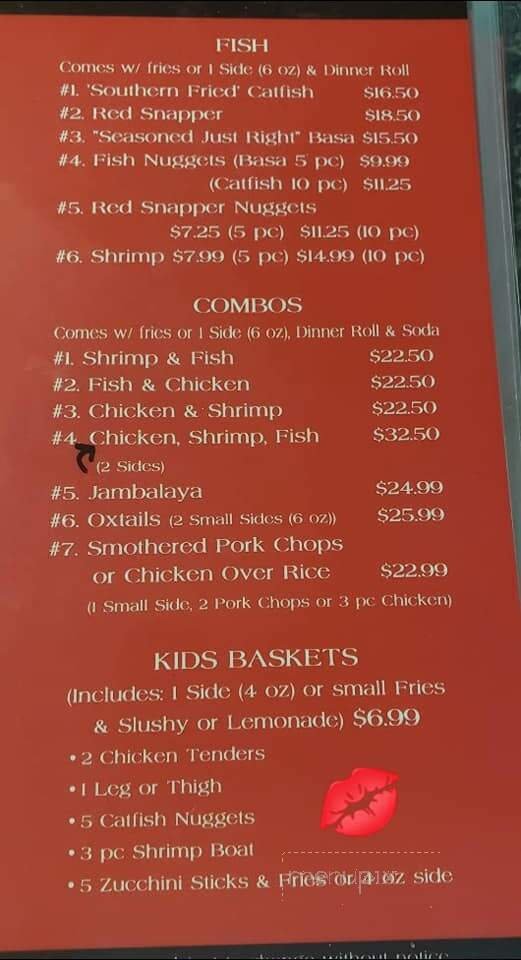 FISH
Comes w/ fries or 1 Side (6 oz) & Dinner Roll
#1. 'Southern Fried' Catfish $16.50
#2. Red Snapper $18.50
#3. "Seasoned Just Right" Basa $15.50
#4. Fish Nuggets (Basa 5 pc) $9.99
(Catfish 10 pc) $11.25
#5. Red Snapper Nuggets
$7.25 (5 pc) $11.25 (10 pc)
#6. Shrimp $7.99 (5 pc) $14.99 (10 pc)
COMBOS
Comes w/ fries or 1 Side (6 oz), Dinner Roll & Soda
#1. Shrimp & Fish $22.50
#2. Fish & Chicken $22.50
#3. Chicken & Shrimp $22.50
#4. Chicken, Shrimp, Fish $32.50
(2 Sides)
#5. Jambalaya $24.99
#6. Oxtails (2 Small Sides (6 oz)) $25.99
#7. Smothered Pork Chops
or Chicken Over Rice $22.99
(1 Small Side, 2 Pork Chops or 3 pc Chicken)
KIDS BASKETS
(Includes: 1 Side (4 oz) or small Fries
& Slushy or Lemonade) $6.99
• 2 Chicken Tenders
• 1 Leg or Thigh
• 5 Catfish Nuggets
• 3 pc Shrimp Boat
• 5 Zucchini Sticks & Fries or 4 oz side
menupix
change without notice